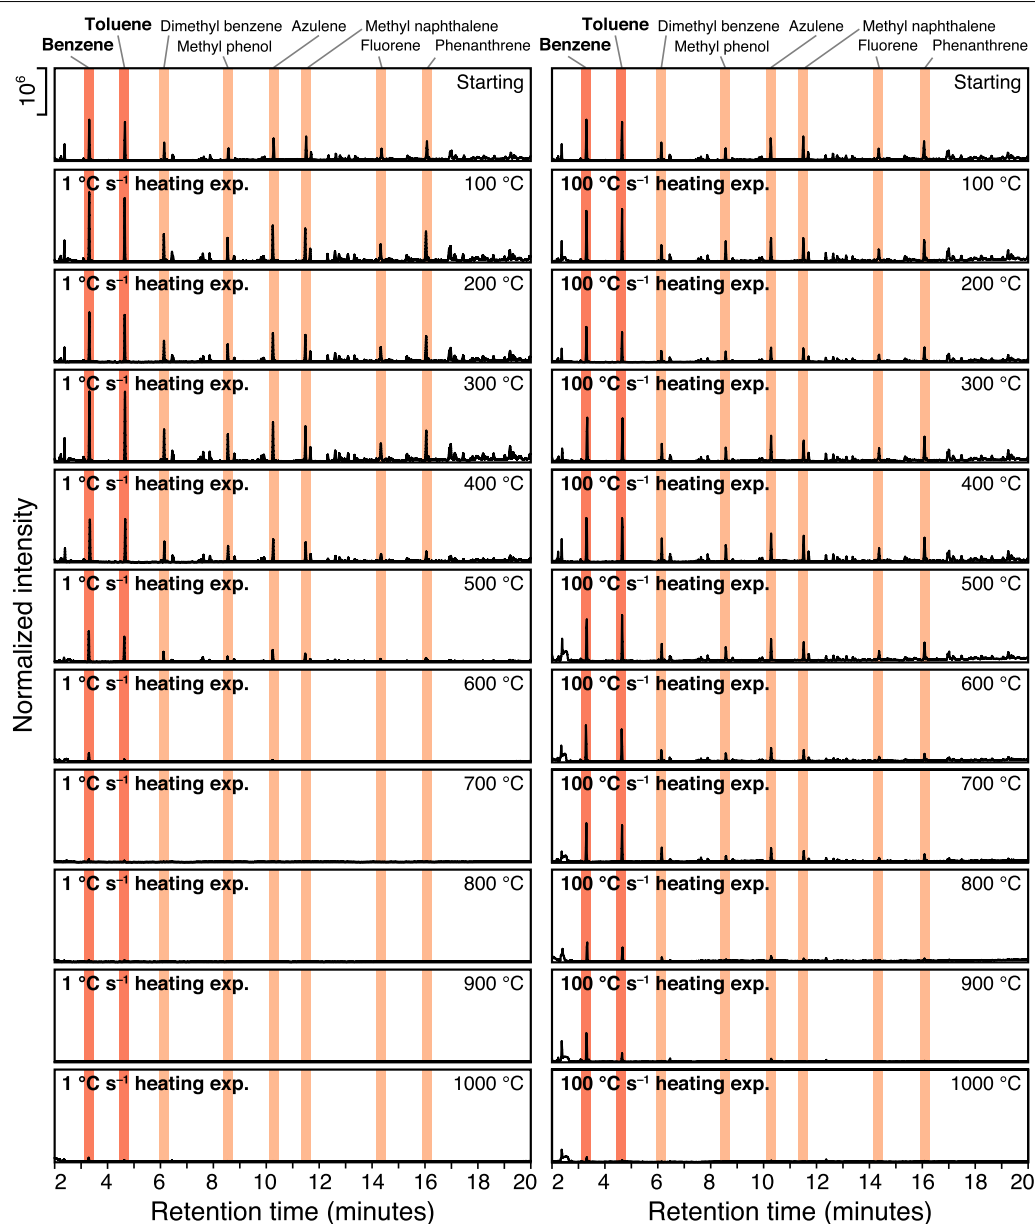 Toluene Dimethyl benzene Azulene Methyl naphthalene
Benzene Methyl phenol Fluorene Phenanthrene
Toluene Dimethyl benzene Azulene Methyl naphthalene
Benzene Methyl phenol Fluorene Phenanthrene
10⁶
Normalized intensity
Starting
1 °C s⁻¹ heating exp. 100 °C
1 °C s⁻¹ heating exp. 200 °C
1 °C s⁻¹ heating exp. 300 °C
1 °C s⁻¹ heating exp. 400 °C
1 °C s⁻¹ heating exp. 500 °C
1 °C s⁻¹ heating exp. 600 °C
1 °C s⁻¹ heating exp. 700 °C
1 °C s⁻¹ heating exp. 800 °C
1 °C s⁻¹ heating exp. 900 °C
1 °C s⁻¹ heating exp. 1000 °C
2 4 6 8 10 12 14 16 18 20
Retention time (minutes)
Starting
100 °C s⁻¹ heating exp. 100 °C
100 °C s⁻¹ heating exp. 200 °C
100 °C s⁻¹ heating exp. 300 °C
100 °C s⁻¹ heating exp. 400 °C
100 °C s⁻¹ heating exp. 500 °C
100 °C s⁻¹ heating exp. 600 °C
100 °C s⁻¹ heating exp. 700 °C
100 °C s⁻¹ heating exp. 800 °C
100 °C s⁻¹ heating exp. 900 °C
100 °C s⁻¹ heating exp. 1000 °C
2 4 6 8 10 12 14 16 18 20
Retention time (minutes)